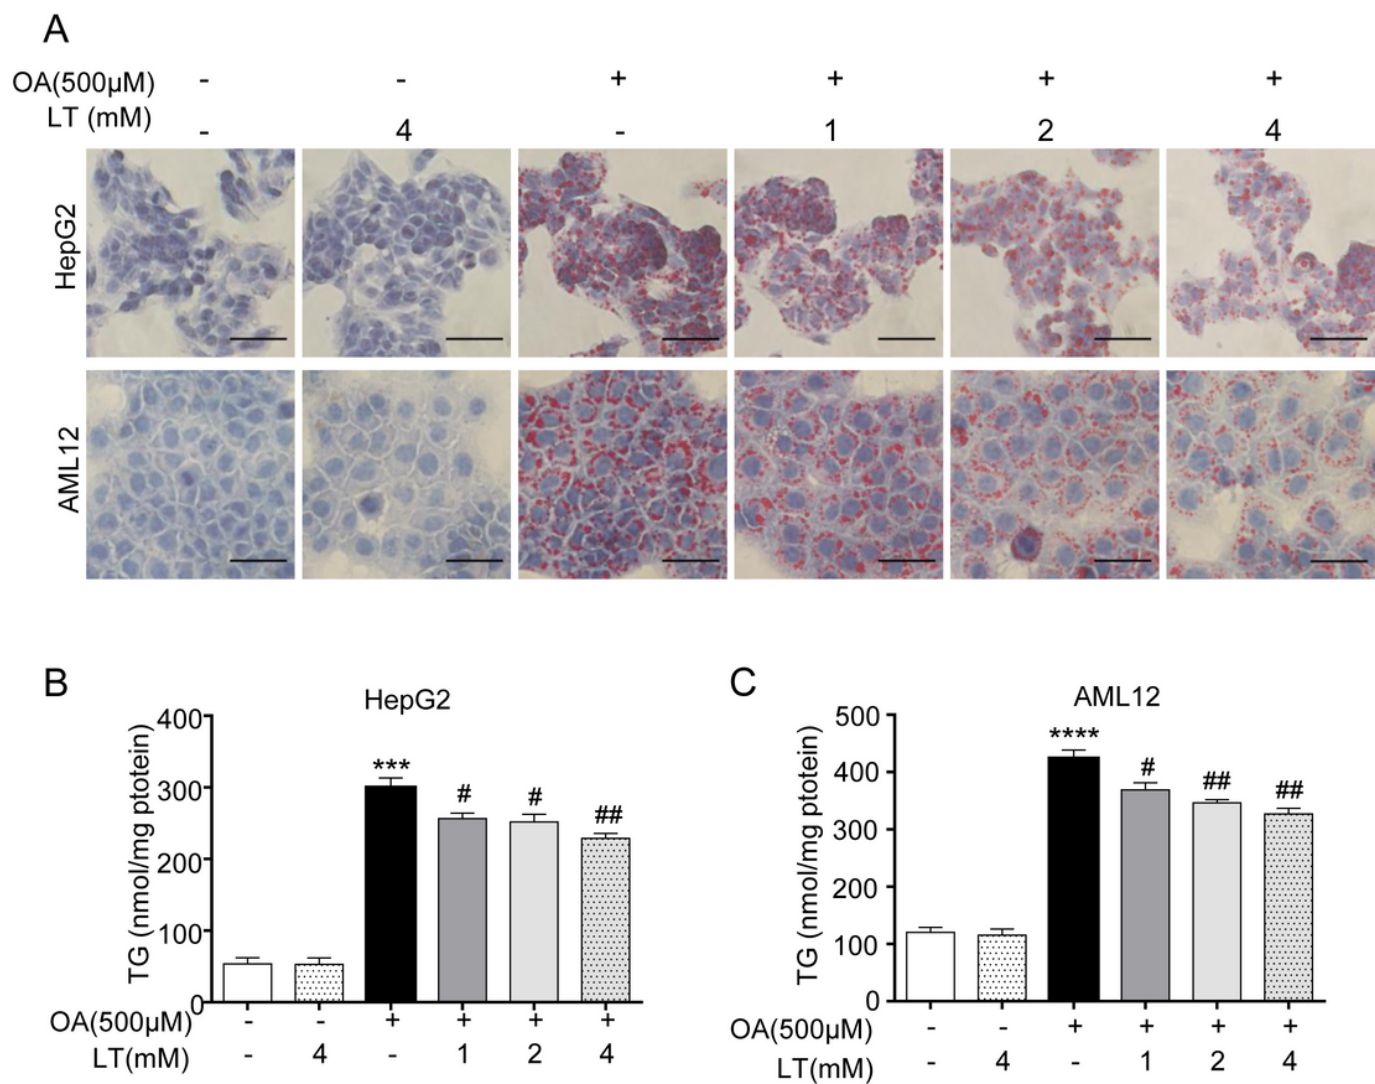 A
OA(500μM) - - + + + +
LT (mM) - 4 - 1 2 4
HepG2
AML12
B
HepG2
TG (nmol/mg ptotein)
400
300
200
100
0
*** # # ##
OA(500μM) - - + + + +
LT(mM) - 4 - 1 2 4
C
AML12
TG (nmol/mg ptotein)
500
400
300
200
100
0
**** # ## ##
OA(500μM) - - + + + +
LT(mM) - 4 - 1 2 4